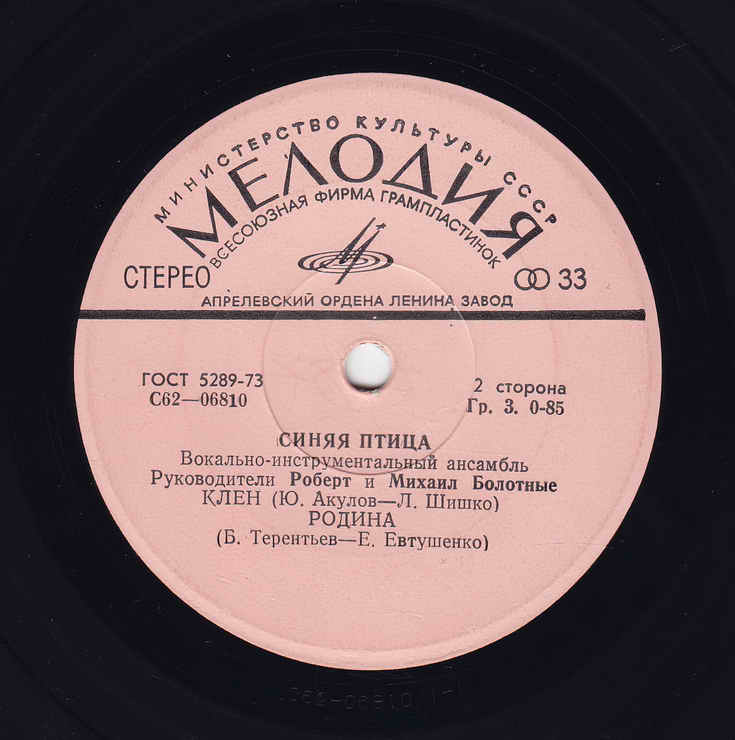 МИНИСТЕРСТВО КУЛЬТУРЫ СССР
МЕЛОДИЯ
ВСЕСОЮЗНАЯ ФИРМА ГРАМПЛАСТИНОК
СТЕРЕО 33
АПРЕЛЕВСКИЙ ОРДЕНА ЛЕНИНА ЗАВОД
ГОСТ 5289-73 2 сторона
С62—06810 Гр. 3. 0-85
СИНЯЯ ПТИЦА
Вокально-инструментальный ансамбль
Руководители Роберт и Михаил Болотные
КЛЕН (Ю. Акулов—Л. Шишко)
РОДИНА
(Б. Терентьев—Е. Евтушенко)